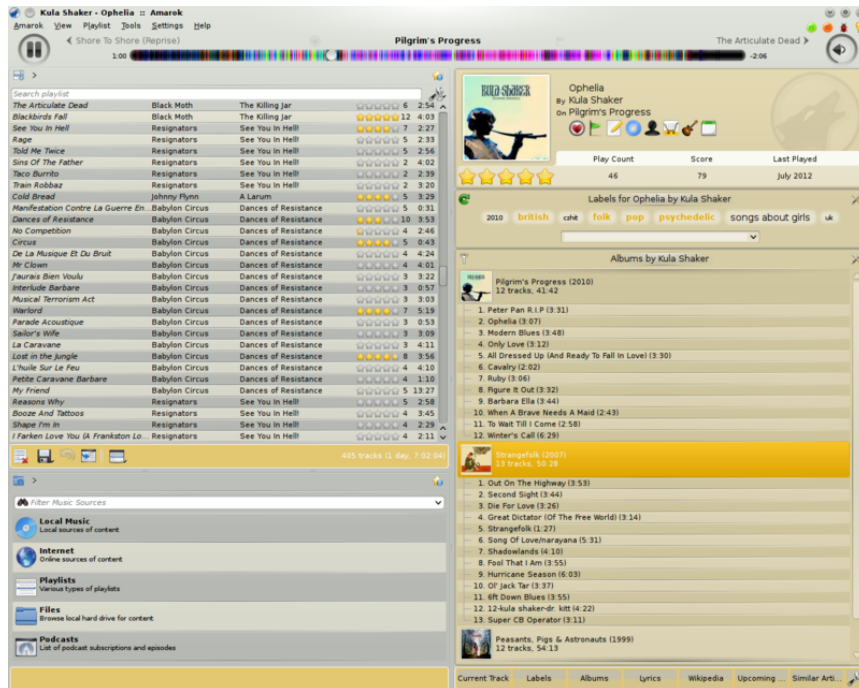 Kula Shaker - Ophelia :: Amarok
Amarok View Playlist Tools Settings Help
Shore To Shore (Reprise) Pilgrim's Progress The Articulate Dead
1:00 -2:06
Search playlist
The Articulate Dead Black Moth The Killing Jar 6 2:54
Blackbirds Fall Black Moth The Killing Jar 12 4:03
See You In Hell Resignators See You In Hell! 7 2:27
Rage Resignators See You In Hell! 5 2:33
Told Me Twice Resignators See You In Hell! 5 2:56
Sins Of The Father Resignators See You In Hell! 2 4:02
Taco Burrito Resignators See You In Hell! 2 2:39
Train Robbaz Resignators See You In Hell! 2 3:20
Cold Bread Johnny Flynn A Larum 5 3:29
Manifestation Contre La Guerre En... Babylon Circus Dances of Resistance 5 0:31
Dances of Resistance Babylon Circus Dances of Resistance 10 3:53
No Competition Babylon Circus Dances of Resistance 4 2:46
Circus Babylon Circus Dances of Resistance 5 0:43
De La Musique Et Du Bruit Babylon Circus Dances of Resistance 4 4:24
Mr Clown Babylon Circus Dances of Resistance 4 4:01
J'aurais Bien Voulu Babylon Circus Dances of Resistance 3 3:22
Interlude Barbare Babylon Circus Dances of Resistance 3 0:57
Musical Terrorism Act Babylon Circus Dances of Resistance 3 3:03
Warlord Babylon Circus Dances of Resistance 7 5:19
Parade Acoustique Babylon Circus Dances of Resistance 3 0:53
Sailor's Wife Babylon Circus Dances of Resistance 3 3:09
La Caravane Babylon Circus Dances of Resistance 3 4:11
Lost in the Jungle Babylon Circus Dances of Resistance 8 3:56
L'huile Sur Le Feu Babylon Circus Dances of Resistance 4 4:10
Petite Caravane Barbare Babylon Circus Dances of Resistance 4 1:10
My Friend Babylon Circus Dances of Resistance 5 13:27
Reasons Why Resignators See You In Hell! 5 2:58
Booze And Tattoos Resignators See You In Hell! 4 3:45
Shape I'm In Resignators See You In Hell! 4 2:29
I Farken Love You (A Frankston Lo... Resignators See You In Hell! 4 2:11
405 tracks (1 day, 7:02:04)
Filter Music Sources
Local Music
Local sources of content
Internet
Online sources of content
Playlists
Various types of playlists
Files
Browse local hard drive for content
Podcasts
List of podcast subscriptions and episodes
KULA SHAKER
Ophelia
By Kula Shaker
On Pilgrim's Progress
Play Count Score Last Played
46 79 July 2012
Labels for Ophelia by Kula Shaker
2010 british czhit folk pop psychedelic songs about girls uk
Albums by Kula Shaker
Pilgrim's Progress (2010)
12 tracks, 41:42
1. Peter Pan R.I.P (3:31)
2. Ophelia (3:07)
3. Modern Blues (3:48)
4. Only Love (3:12)
5. All Dressed Up (And Ready To Fall In Love) (3:30)
6. Cavalry (2:02)
7. Ruby (3:06)
8. Figure It Out (3:32)
9. Barbara Ella (3:44)
10. When A Brave Needs A Maid (2:43)
11. To Wait Till I Come (2:58)
12. Winter's Call (6:29)
Strangefolk (2007)
13 tracks, 50:28
1. Out On The Highway (3:53)
2. Second Sight (3:44)
3. Die For Love (3:26)
4. Great Dictator (Of The Free World) (3:14)
5. Strangefolk (1:27)
6. Song Of Love/narayana (5:31)
7. Shadowlands (4:10)
8. Fool That I Am (3:55)
9. Hurricane Season (6:03)
10. Ol' Jack Tar (3:37)
11. 6ft Down Blues (3:55)
12. 12-kula shaker-dr. kitt (4:22)
13. Super CB Operator (3:11)
Peasants, Pigs & Astronauts (1999)
12 tracks, 54:13
Current Track Labels Albums Lyrics Wikipedia Upcoming ... Similar Arti...